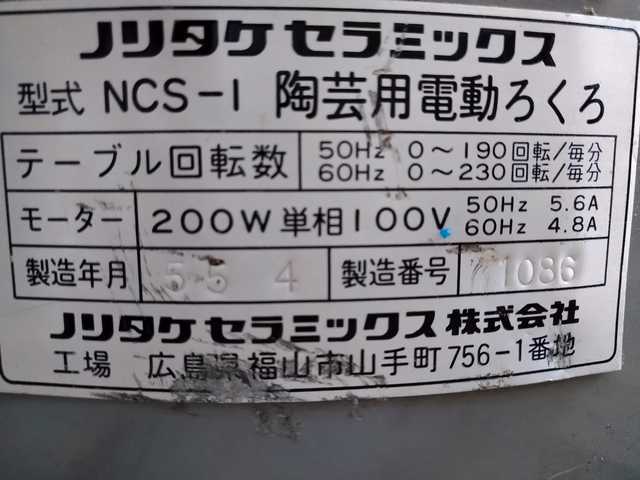 ノリタケセラミックス
型式 NCS-1 陶芸用電動ろくろ
テーブル回転数 50Hz 0～190回転/毎分
60Hz 0～230回転/毎分
モーター 200W単相100V 50Hz 5.6A
60Hz 4.8A
製造年月 55 4 製造番号 1086
ノリタケセラミックス株式会社
工場 広島県福山市山手町756-1番地